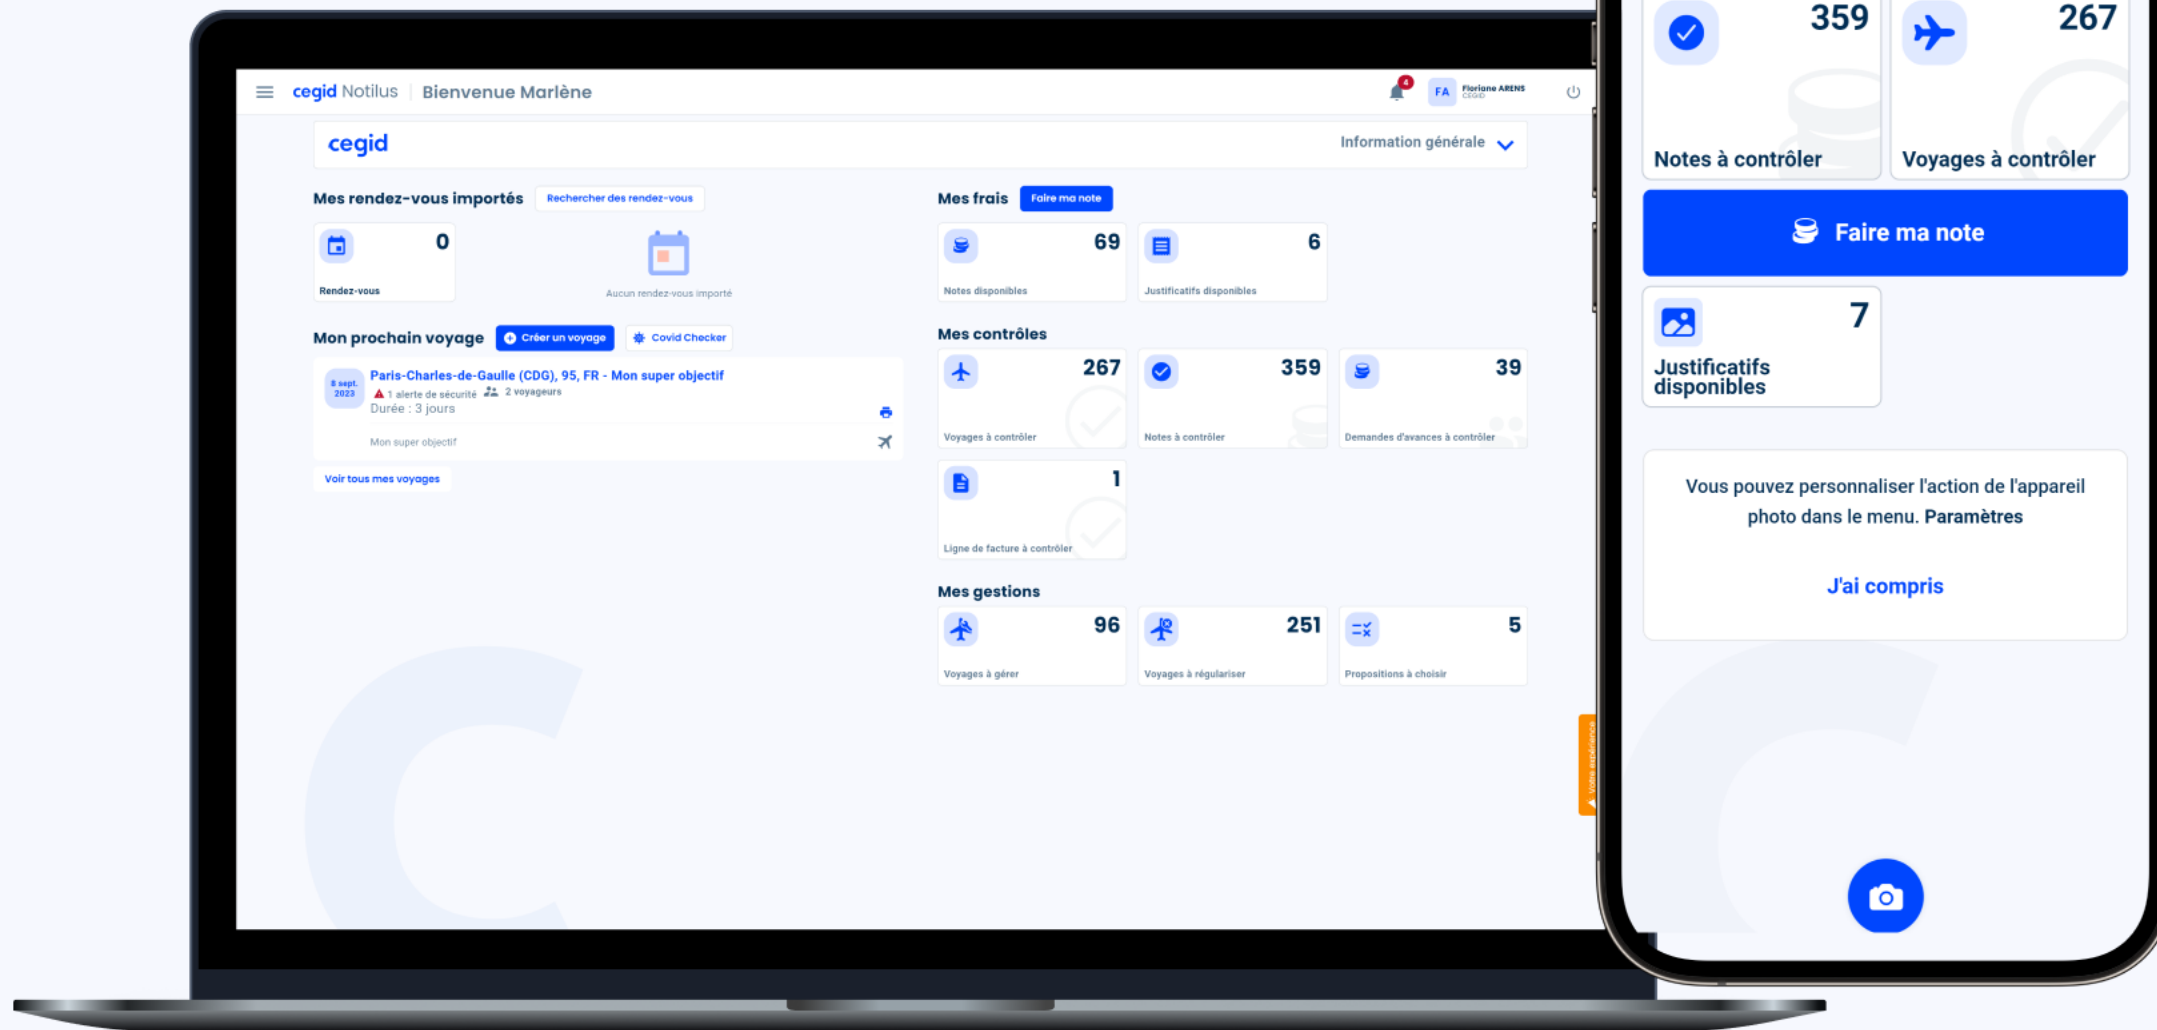 cegid Notilus | Bienvenue Marlène
4
FA
Floriane ARENS
CEGID
cegid
Information générale
Mes rendez-vous importés
Rechercher des rendez-vous
0
Rendez-vous
Aucun rendez-vous importé
Mon prochain voyage
Créer un voyage
Covid Checker
8 sept.
2023
Paris-Charles-de-Gaulle (CDG), 95, FR - Mon super objectif
1 alerte de sécurité
2 voyageurs
Durée : 3 jours
Mon super objectif
Voir tous mes voyages
Mes frais
Faire ma note
69
Notes disponibles
6
Justificatifs disponibles
Mes contrôles
267
Voyages à contrôler
359
Notes à contrôler
39
Demandes d'avances à contrôler
1
Ligne de facture à contrôler
Mes gestions
96
Voyages à gérer
251
Voyages à régulariser
5
Propositions à choisir
Votre expérience
359
Notes à contrôler
267
Voyages à contrôler
Faire ma note
7
Justificatifs
disponibles
Vous pouvez personnaliser l'action de l'appareil
photo dans le menu. Paramètres
J'ai compris